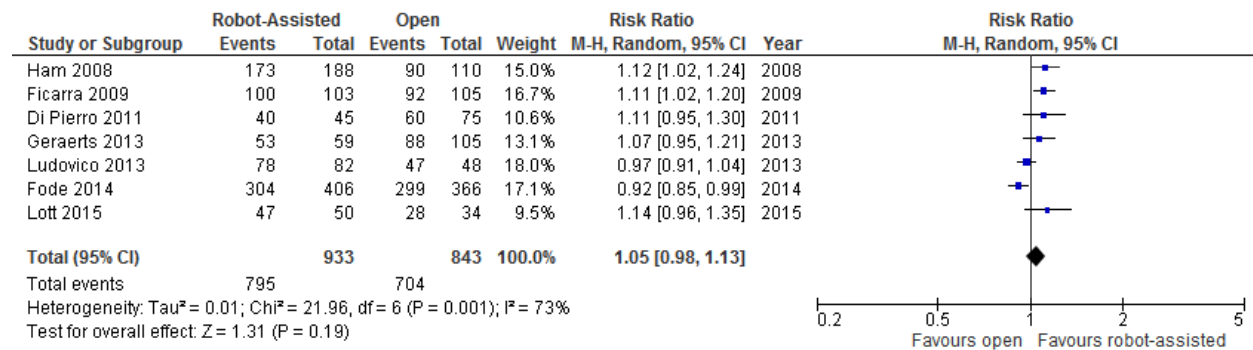 Robot-Assisted Open Risk Ratio Risk Ratio
Study or Subgroup Events Total Events Total Weight M-H, Random, 95% CI Year M-H, Random, 95% CI
Ham 2008 173 188 90 110 15.0% 1.12 [1.02, 1.24] 2008
Ficarra 2009 100 103 92 105 16.7% 1.11 [1.02, 1.20] 2009
Di Pierro 2011 40 45 60 75 10.6% 1.11 [0.95, 1.30] 2011
Geraerts 2013 53 59 88 105 13.1% 1.07 [0.95, 1.21] 2013
Ludovico 2013 78 82 47 48 18.0% 0.97 [0.91, 1.04] 2013
Fode 2014 304 406 299 366 17.1% 0.92 [0.85, 0.99] 2014
Lott 2015 47 50 28 34 9.5% 1.14 [0.96, 1.35] 2015
Total (95% CI) 933 843 100.0% 1.05 [0.98, 1.13]
Total events 795 704
Heterogeneity: Tau² = 0.01; Chi² = 21.96, df = 6 (P = 0.001); I² = 73%
Test for overall effect: Z = 1.31 (P = 0.19)
0.2 0.5 1 2 5
Favours open Favours robot-assisted